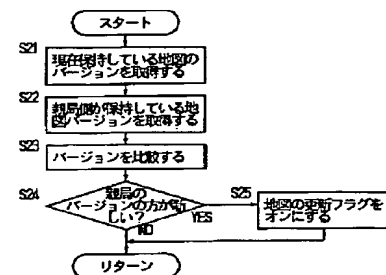 スタート
S21
現在保持している地図の
バージョンを取得する
S22
親局側が保持している地
図バージョンを取得する
S23
バージョンを比較する
S24
親局の
バージョンの方が新
しい?
YES
NO
S25
地図の更新フラグを
オンにする
リターン